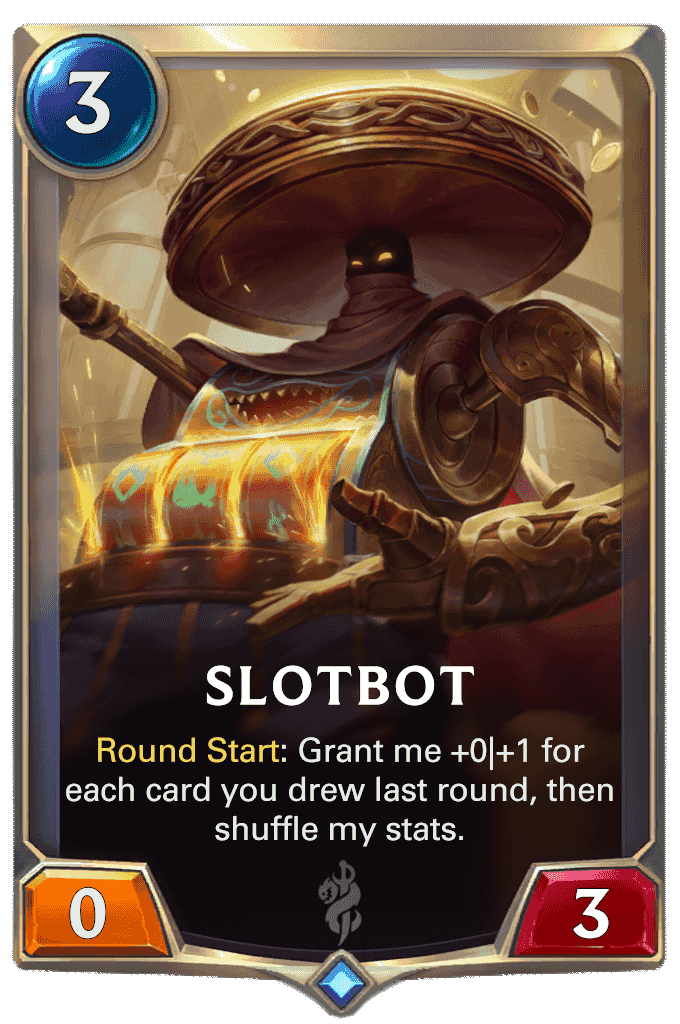 3
SLOTBOT
Round Start: Grant me +0|+1 for
each card you drew last round, then
shuffle my stats.
0
3